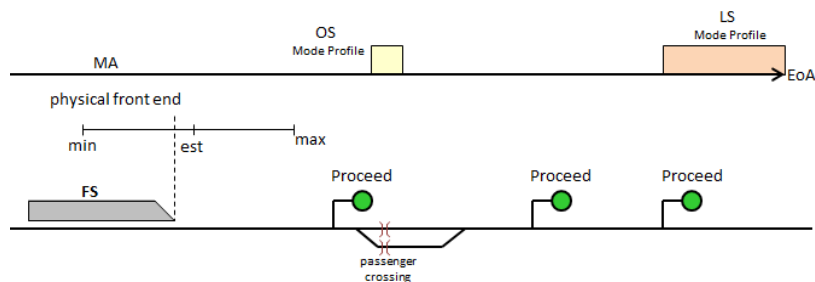 OS
Mode Profile
LS
Mode Profile
MA
EoA
physical front end
min
est
max
FS
Proceed
Proceed
Proceed
passenger
crossing